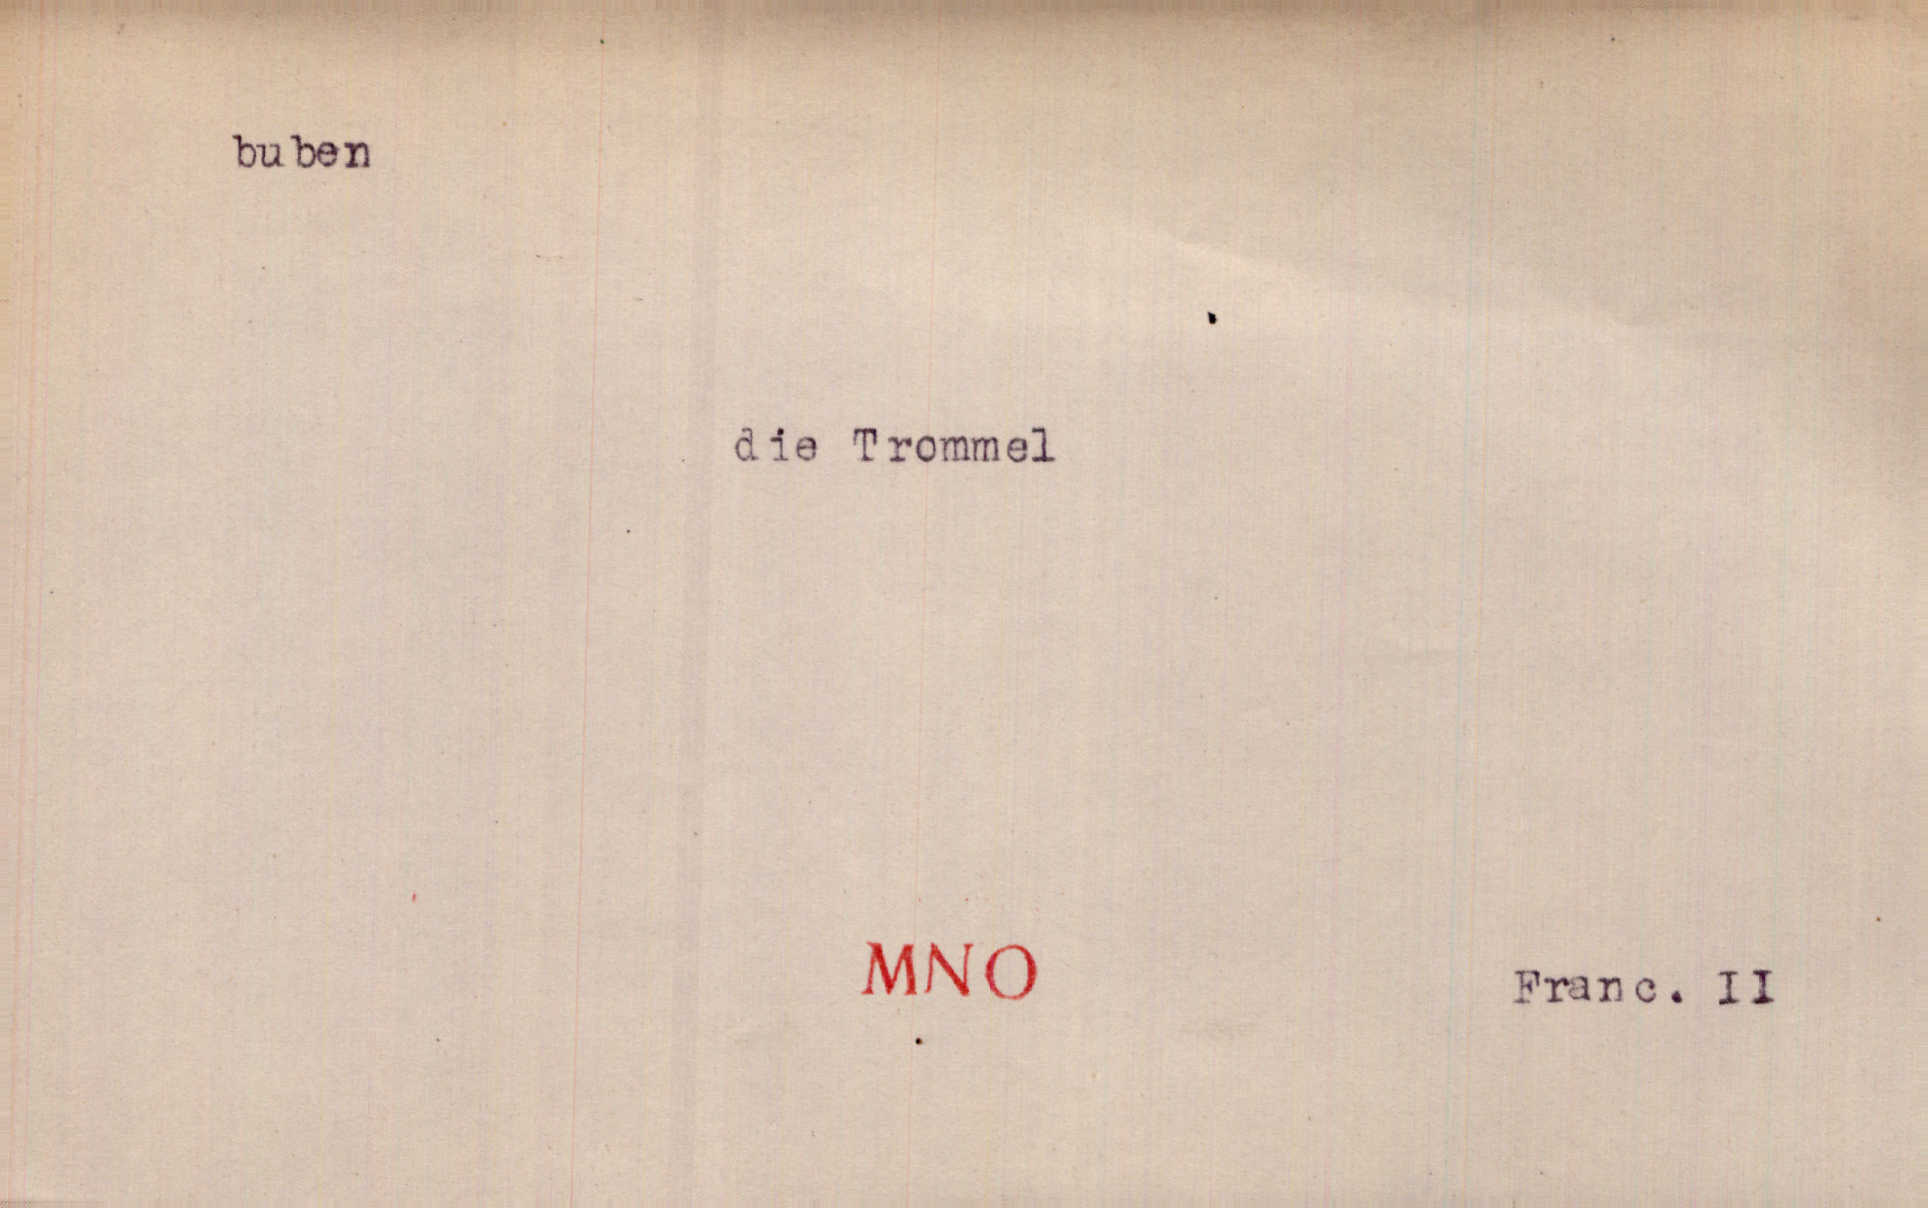 buben
die Trommel
MNO
Franc. II